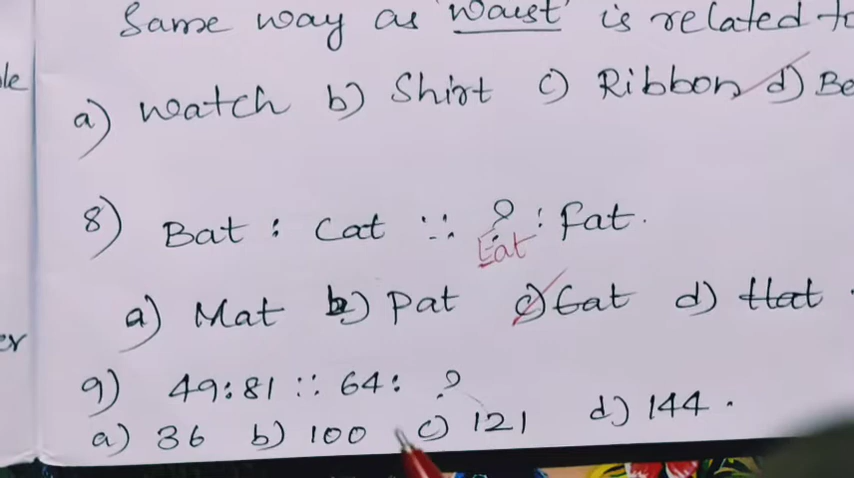 Same way as 'Waist' is related to
a) Watch b) Shirt c) Ribbon d) Be
8) Bat : Cat :: ? : fat.
Eat
a) Mat b) Pat c) Eat d) Hat
9) 49:81 :: 64: ?
a) 36 b) 100 c) 121 d) 144.